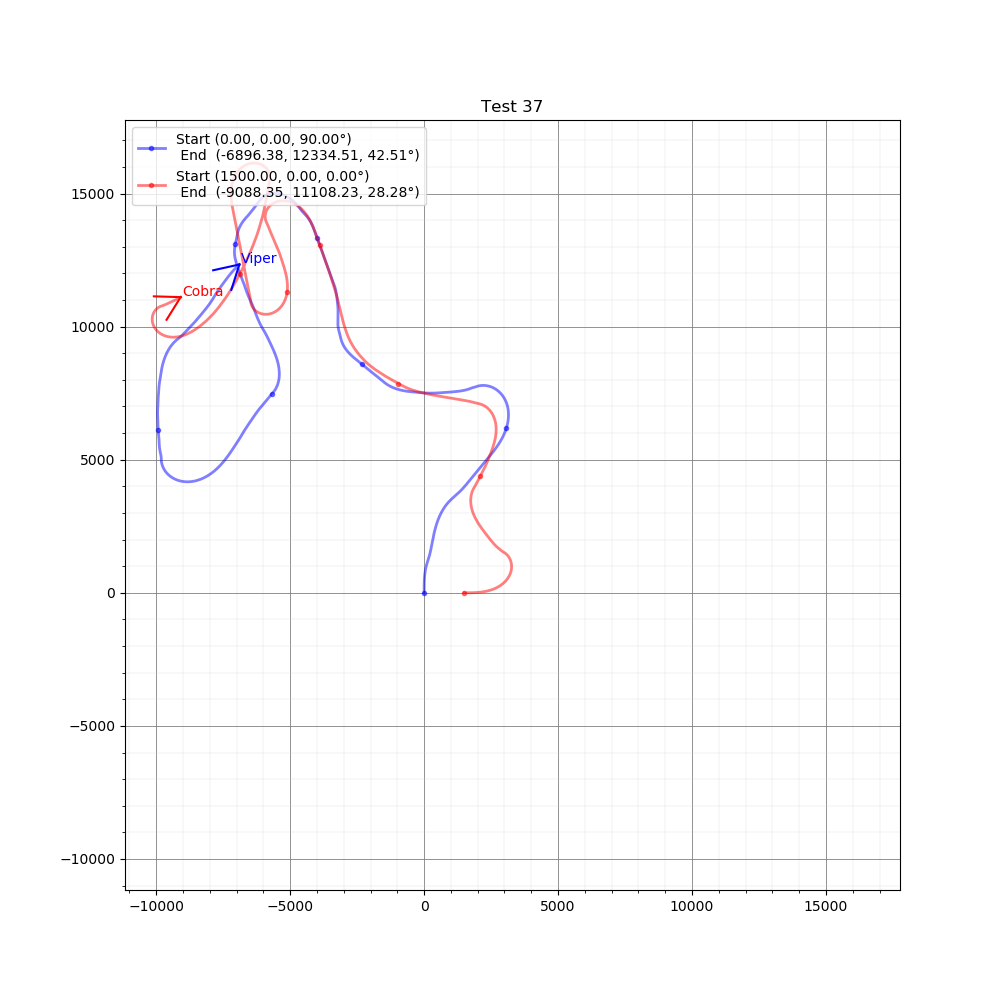 Test 37
Start (0.00, 0.00, 90.00°)
End (-6896.38, 12334.51, 42.51°)
Start (1500.00, 0.00, 0.00°)
End (-9088.35, 11108.23, 28.28°)
15000
10000
5000
0
−5000
−10000
Viper
Cobra
−10000
−5000
0
5000
10000
15000